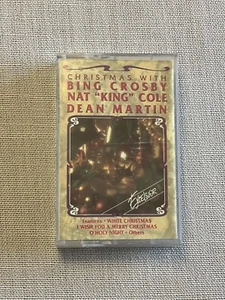 CHRISTMAS WITH
BING CROSBY
NAT "KING" COLE
DEAN MARTIN
Excelsior
Features • WHITE CHRISTMAS
I WISH YOU A MERRY CHRISTMAS
O HOLY NIGHT • Others